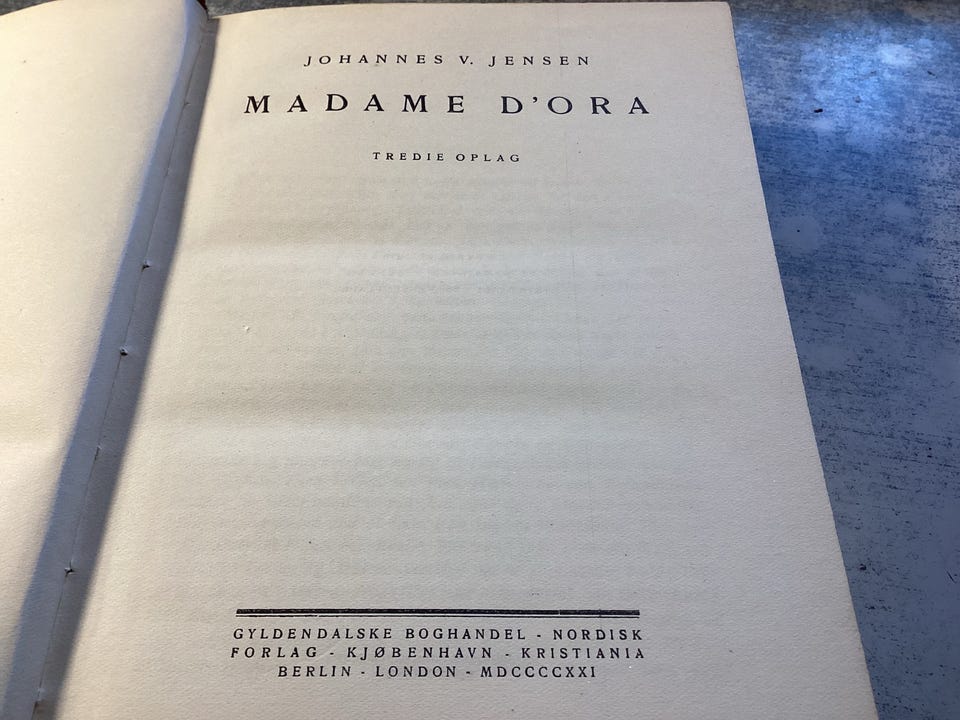 JOHANNES V. JENSEN
MADAME D'ORA
TREDIE OPLAG
GYLDENDALSKE BOGHANDEL - NORDISK
FORLAG - KJØBENHAVN - KRISTIANIA
BERLIN - LONDON - MDCCCCXXI